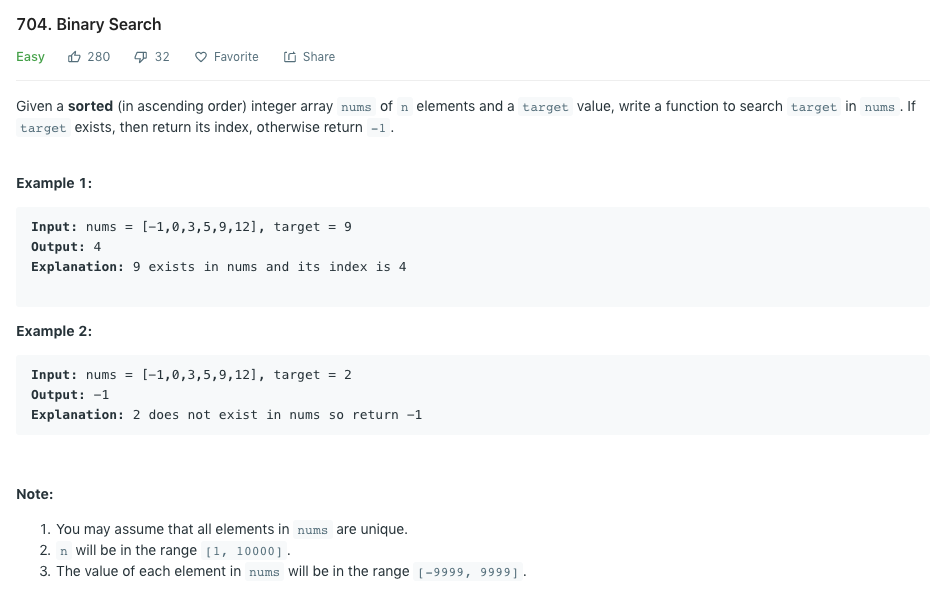 704. Binary Search
Easy 280 32 Favorite Share
Given a sorted (in ascending order) integer array nums of n elements and a target value, write a function to search target in nums. If
target exists, then return its index, otherwise return -1.
Example 1:
Input: nums = [-1,0,3,5,9,12], target = 9
Output: 4
Explanation: 9 exists in nums and its index is 4
Example 2:
Input: nums = [-1,0,3,5,9,12], target = 2
Output: -1
Explanation: 2 does not exist in nums so return -1
Note:
1. You may assume that all elements in nums are unique.
2. n will be in the range [1, 10000].
3. The value of each element in nums will be in the range [-9999, 9999].